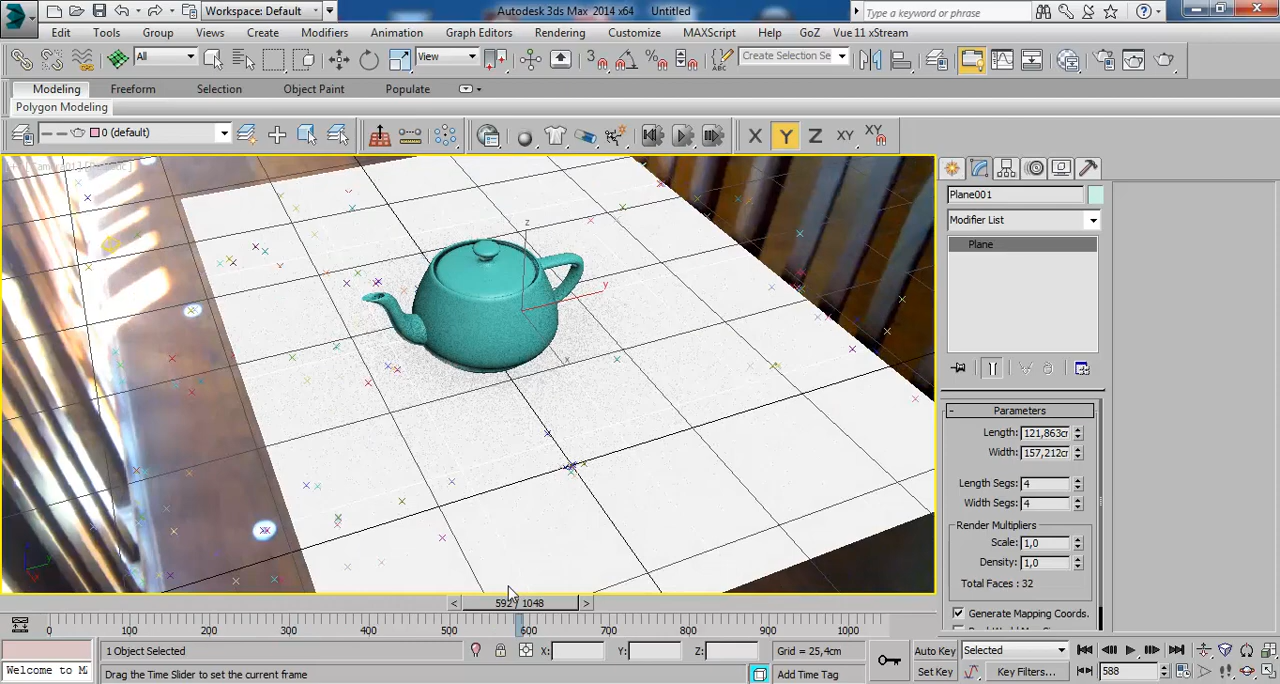 Workspace: Default
Autodesk 3ds Max 2014 x64 Untitled
Type a keyword or phrase
Edit Tools Group Views Create Modifiers Animation Graph Editors Rendering Customize MAXScript Help GoZ Vue 11 xStream
All
View
Create Selection Se
Modeling Freeform Selection Object Paint Populate
Polygon Modeling
0 (default)
X Y Z XY XY
Plane001
Modifier List
Plane
z
y
x
- Parameters
Length: 121,863cr
Width: 157,212cr
Length Segs: 4
Width Segs: 4
Render Multipliers
Scale: 1,0
Density: 1,0
Total Faces : 32
Generate Mapping Coords.
< 592 / 1048 >
0 100 200 300 400 500 600 700 800 900 1000
1 Object Selected
X: Y: Z:
Grid = 25,4cm
Auto Key Selected
Welcome to M
Drag the Time Slider to set the current frame
Add Time Tag
Set Key Key Filters...
588